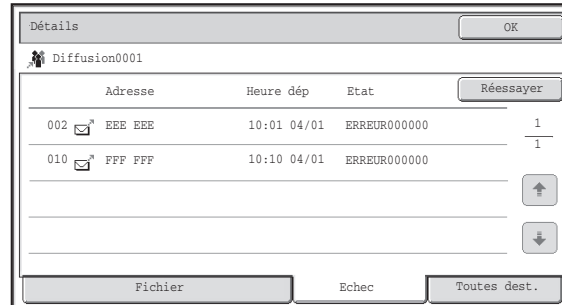 Détails OK
Diffusion0001
Adresse Heure dép Etat Réessayer
002 EEE EEE 10:01 04/01 ERREUR000000 1
1
010 FFF FFF 10:10 04/01 ERREUR000000
Fichier Echec Toutes dest.